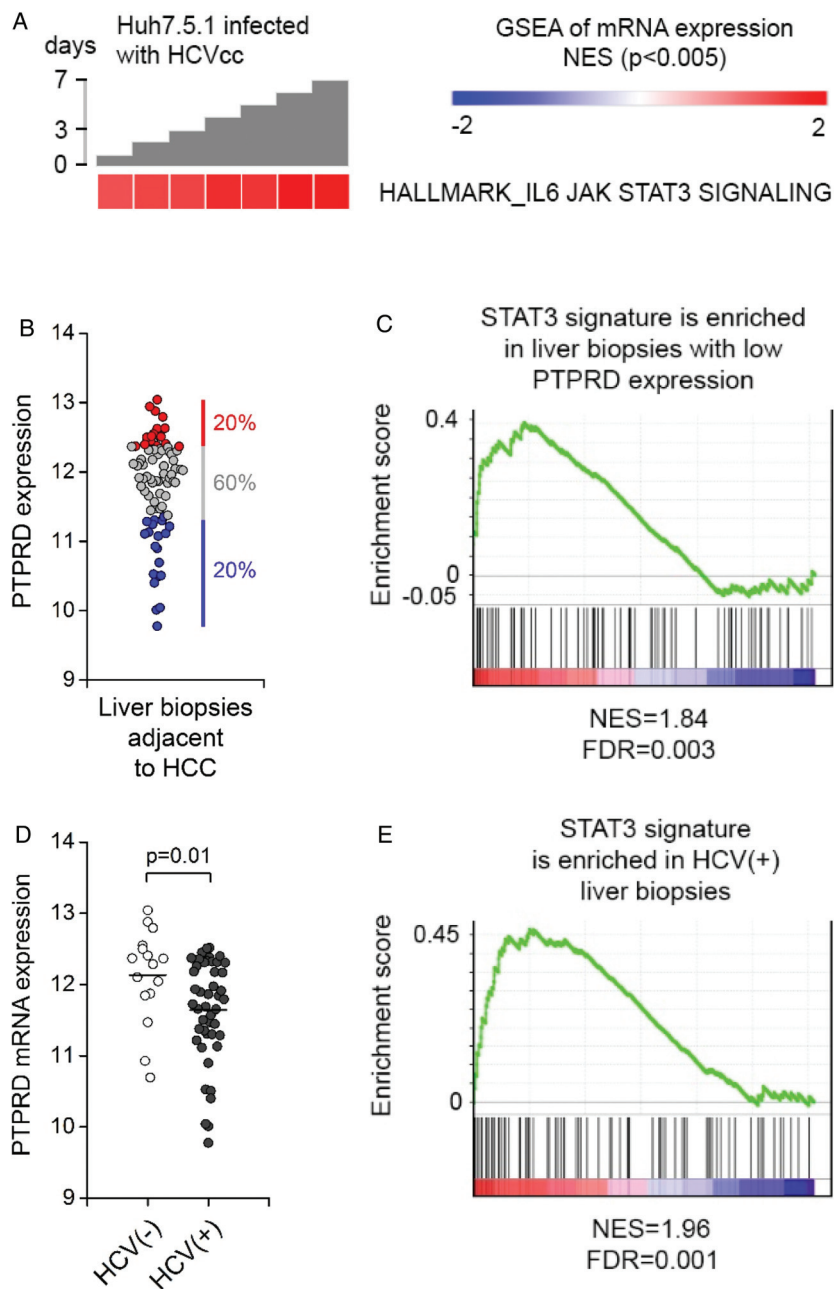 A
Huh7.5.1 infected
with HCVcc
days
7
3
0
GSEA of mRNA expression
NES (p<0.005)
-2
2
HALLMARK_IL6 JAK STAT3 SIGNALING
B
PTPRD expression
14
13
12
11
10
9
20%
60%
20%
Liver biopsies
adjacent
to HCC
C
STAT3 signature is enriched
in liver biopsies with low
PTPRD expression
Enrichment score
0.4
0
-0.05
NES=1.84
FDR=0.003
D
PTPRD mRNA expression
14
13
12
11
10
9
p=0.01
HCV(-)
HCV(+)
E
STAT3 signature
is enriched in HCV(+)
liver biopsies
Enrichment score
0.45
0
NES=1.96
FDR=0.001